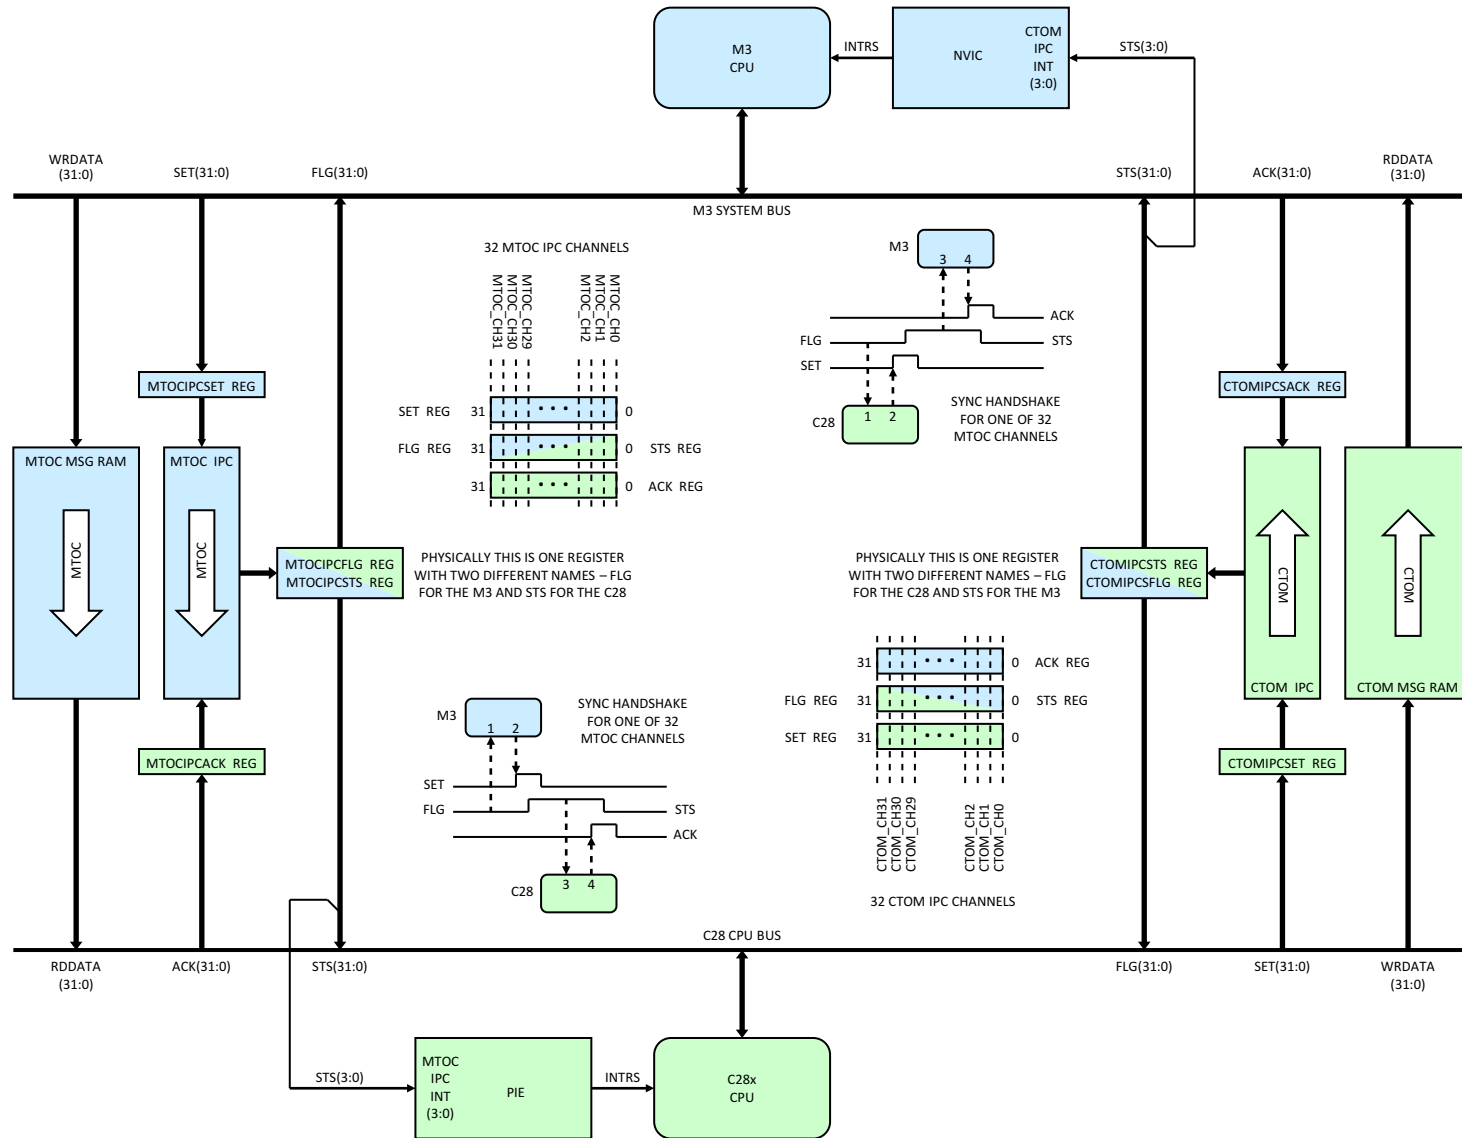 M3
CPU
INTRS
NVIC
CTOM
IPC
INT
(3:0)
STS(3:0)
WRDATA
(31:0)
SET(31:0)
FLG(31:0)
STS(31:0)
ACK(31:0)
RDDATA
(31:0)
M3 SYSTEM BUS
32 MTOC IPC CHANNELS
MTOC_CH31
MTOC_CH30
MTOC_CH29
MTOC_CH2
MTOC_CH1
MTOC_CH0
SET REG
31
0
FLG REG
31
0
STS REG
31
0
ACK REG
M3
3 4
ACK
FLG
STS
SET
C28
1 2
SYNC HANDSHAKE
FOR ONE OF 32
MTOC CHANNELS
MTOCIPCSET REG
CTOMIPCSACK REG
MTOC MSG RAM
MTOC
MTOC IPC
MTOC
MTOCIPCFLG REG
MTOCIPCSTS REG
PHYSICALLY THIS IS ONE REGISTER
WITH TWO DIFFERENT NAMES – FLG
FOR THE M3 AND STS FOR THE C28
PHYSICALLY THIS IS ONE REGISTER
WITH TWO DIFFERENT NAMES – FLG
FOR THE C28 AND STS FOR THE M3
CTOMIPCSTS REG
CTOMIPCSFLG REG
CTOM
CTOM IPC
CTOM
CTOM MSG RAM
MTOCIPCACK REG
CTOMIPCSET REG
M3
1 2
SYNC HANDSHAKE
FOR ONE OF 32
MTOC CHANNELS
SET
FLG
STS
ACK
C28
3 4
31
0
ACK REG
FLG REG
31
0
STS REG
SET REG
31
0
CTOM_CH31
CTOM_CH30
CTOM_CH29
CTOM_CH2
CTOM_CH1
CTOM_CH0
32 CTOM IPC CHANNELS
C28 CPU BUS
RDDATA
(31:0)
ACK(31:0)
STS(31:0)
FLG(31:0)
SET(31:0)
WRDATA
(31:0)
STS(3:0)
MTOC
IPC
INT
(3:0)
PIE
INTRS
C28x
CPU